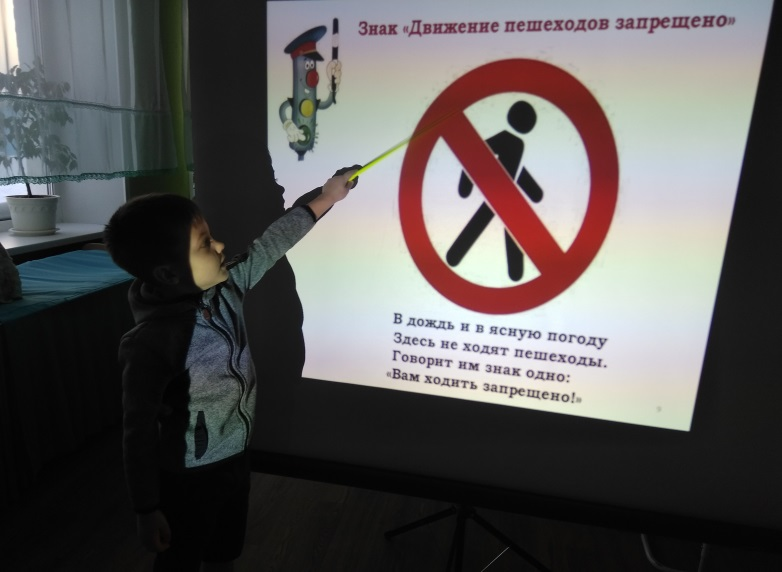 Знак «Движение пешеходов запрещено»
В дождь и в ясную погоду
Здесь не ходят пешеходы.
Говорит им знак одно:
«Вам ходить запрещено!»